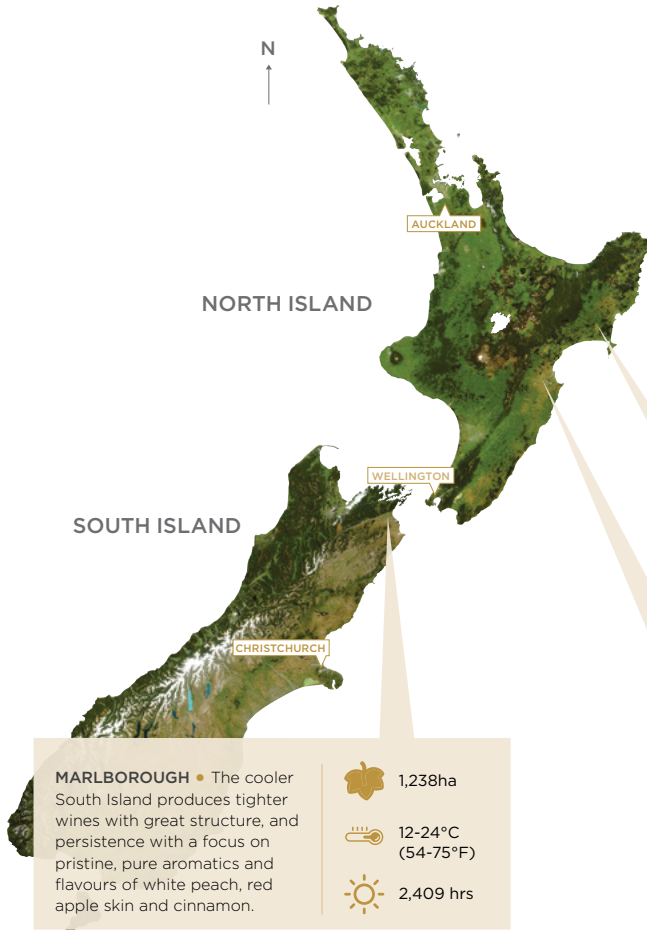 N
AUCKLAND
NORTH ISLAND
WELLINGTON
SOUTH ISLAND
CHRISTCHURCH
MARLBOROUGH • The cooler
South Island produces tighter
wines with great structure, and
persistence with a focus on
pristine, pure aromatics and
flavours of white peach, red
apple skin and cinnamon.
1,238ha
12-24°C
(54-75°F)
2,409 hrs